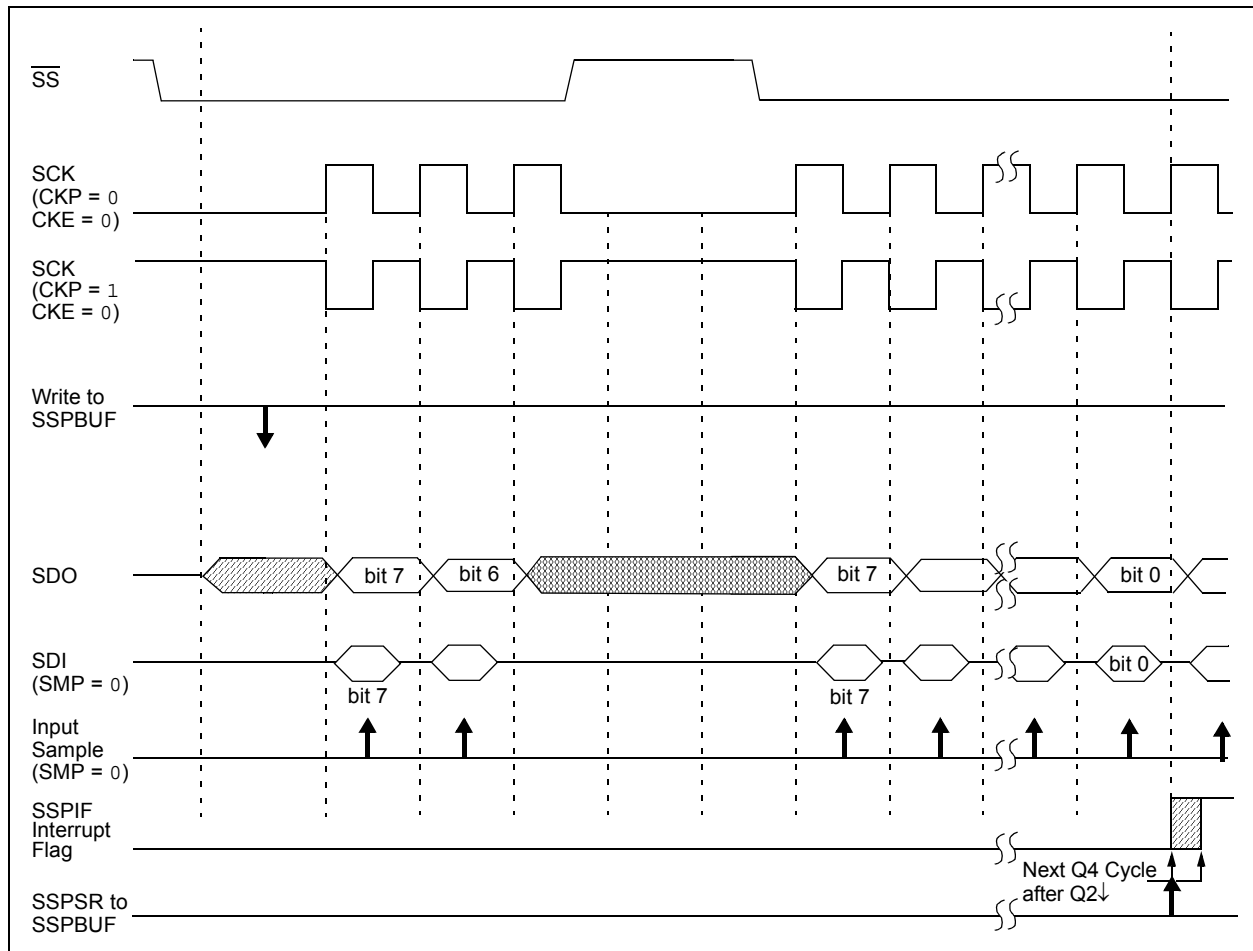 SS
SCK
(CKP = 0
CKE = 0)
SCK
(CKP = 1
CKE = 0)
Write to
SSPBUF
SDO
bit 7
bit 6
bit 7
bit 0
SDI
(SMP = 0)
bit 7
bit 7
bit 0
Input
Sample
(SMP = 0)
SSPIF
Interrupt
Flag
Next Q4 Cycle
after Q2↓
SSPSR to
SSPBUF